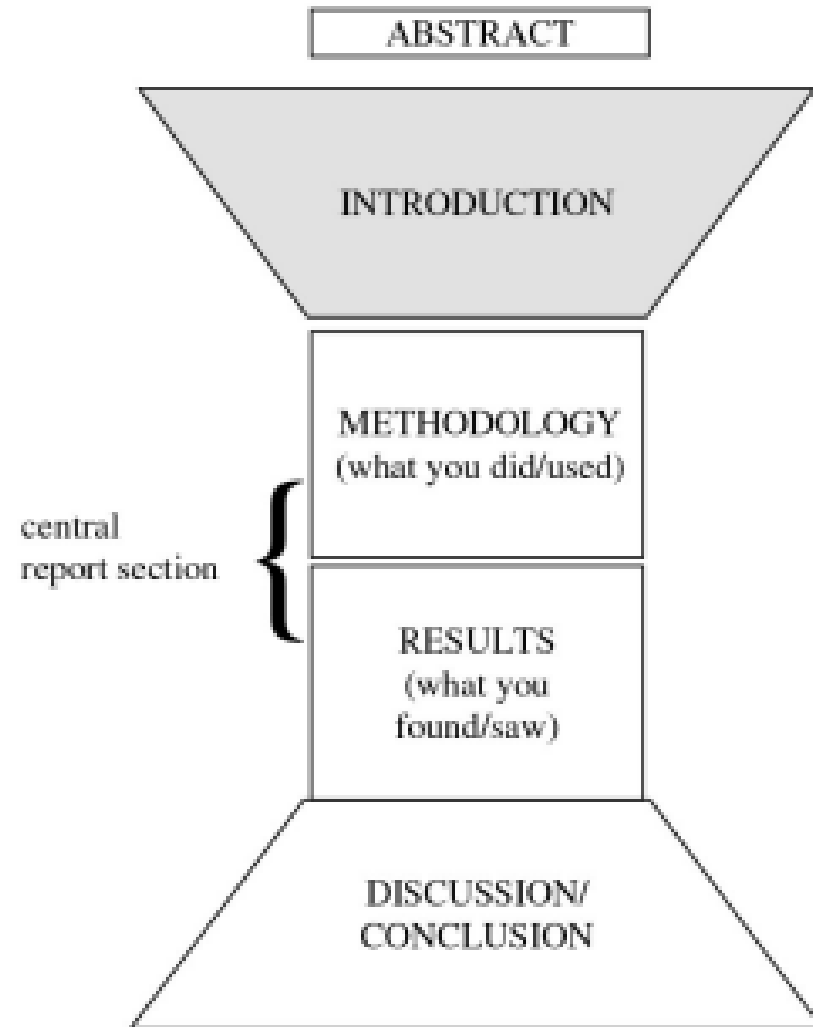 ABSTRACT
INTRODUCTION
METHODOLOGY
(what you did/used)
central
report section
RESULTS
(what you
found/saw)
DISCUSSION/
CONCLUSION